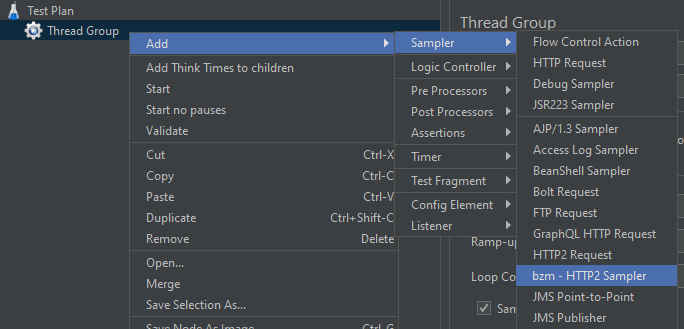 Test Plan
Thread Group
Add
Add Think Times to children
Start
Start no pauses
Validate
Cut Ctrl-X
Copy Ctrl-C
Paste Ctrl-V
Duplicate Ctrl+Shift-C
Remove Delete
Open...
Merge
Save Selection As...
Save Node As Image Ctrl-G
Sampler
Logic Controller
Pre Processors
Post Processors
Assertions
Timer
Test Fragment
Config Element
Listener
Flow Control Action
HTTP Request
Debug Sampler
JSR223 Sampler
AJP/1.3 Sampler
Access Log Sampler
BeanShell Sampler
Bolt Request
FTP Request
GraphQL HTTP Request
HTTP2 Request
bzm - HTTP2 Sampler
JMS Point-to-Point
JMS Publisher
Thread Group
Ramp-u
Loop Co
Sam